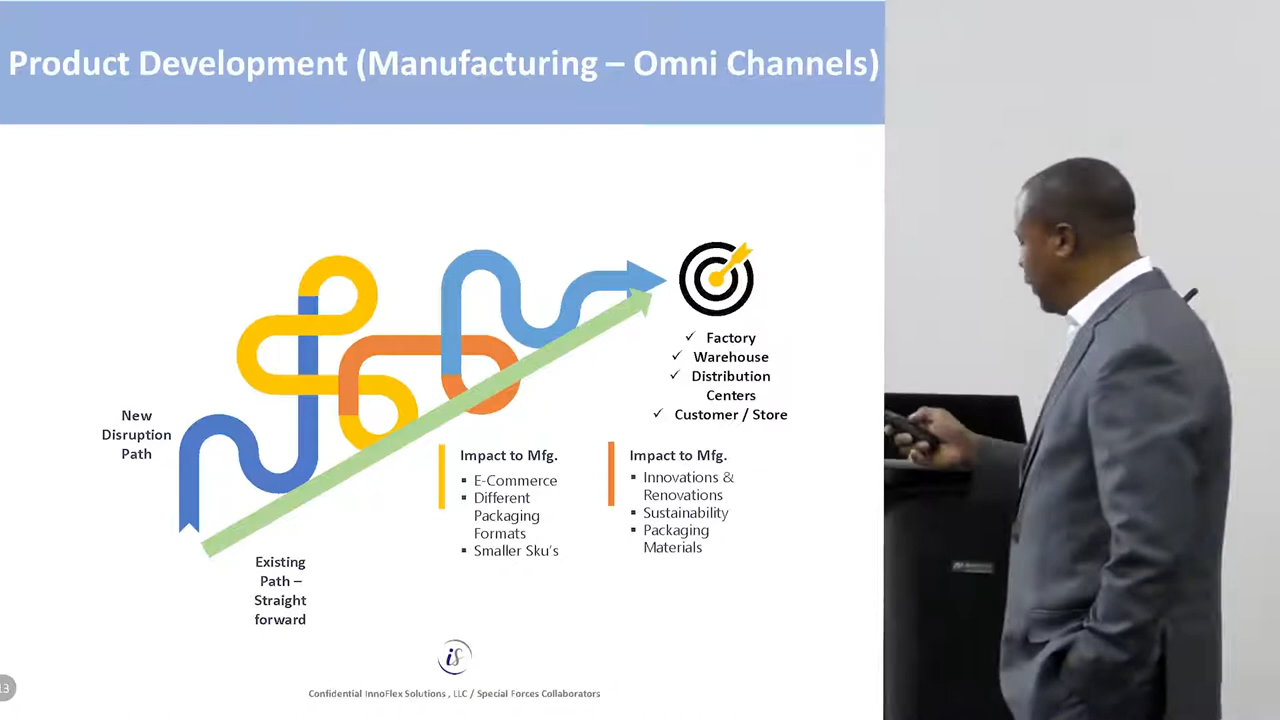 Product Development (Manufacturing – Omni Channels)
✓ Factory
✓ Warehouse
✓ Distribution
Centers
✓ Customer / Store
New
Disruption
Path
Impact to Mfg.
▪ E-Commerce
▪ Different
Packaging
Formats
▪ Smaller Sku's
Impact to Mfg.
▪ Innovations &
Renovations
▪ Sustainability
▪ Packaging
Materials
Existing
Path –
Straight
forward
iS
13
Confidential InnoFlex Solutions , LLC / Special Forces Collaborators